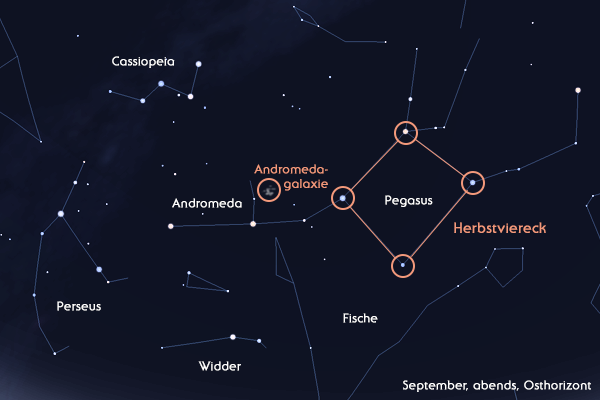 Cassiopeia
Andromeda-
galaxie
Andromeda
Pegasus
Herbstviereck
Perseus
Fische
Widder
September, abends, Osthorizont